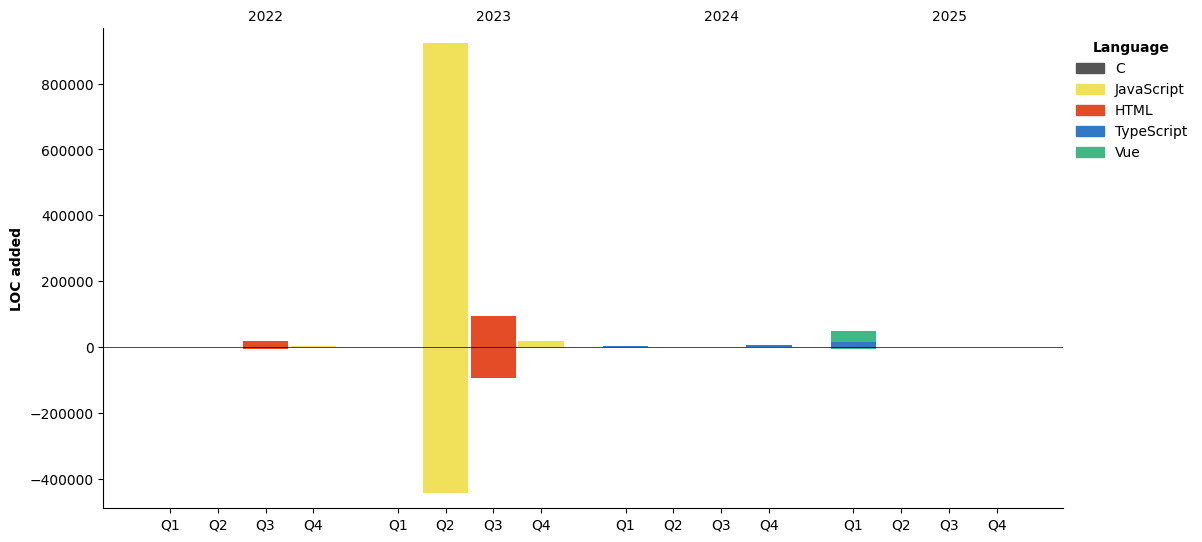 2022 2023 2024 2025
Language
C
JavaScript
HTML
TypeScript
Vue
LOC added
800000
600000
400000
200000
0
−200000
−400000
Q1 Q2 Q3 Q4 Q1 Q2 Q3 Q4 Q1 Q2 Q3 Q4 Q1 Q2 Q3 Q4